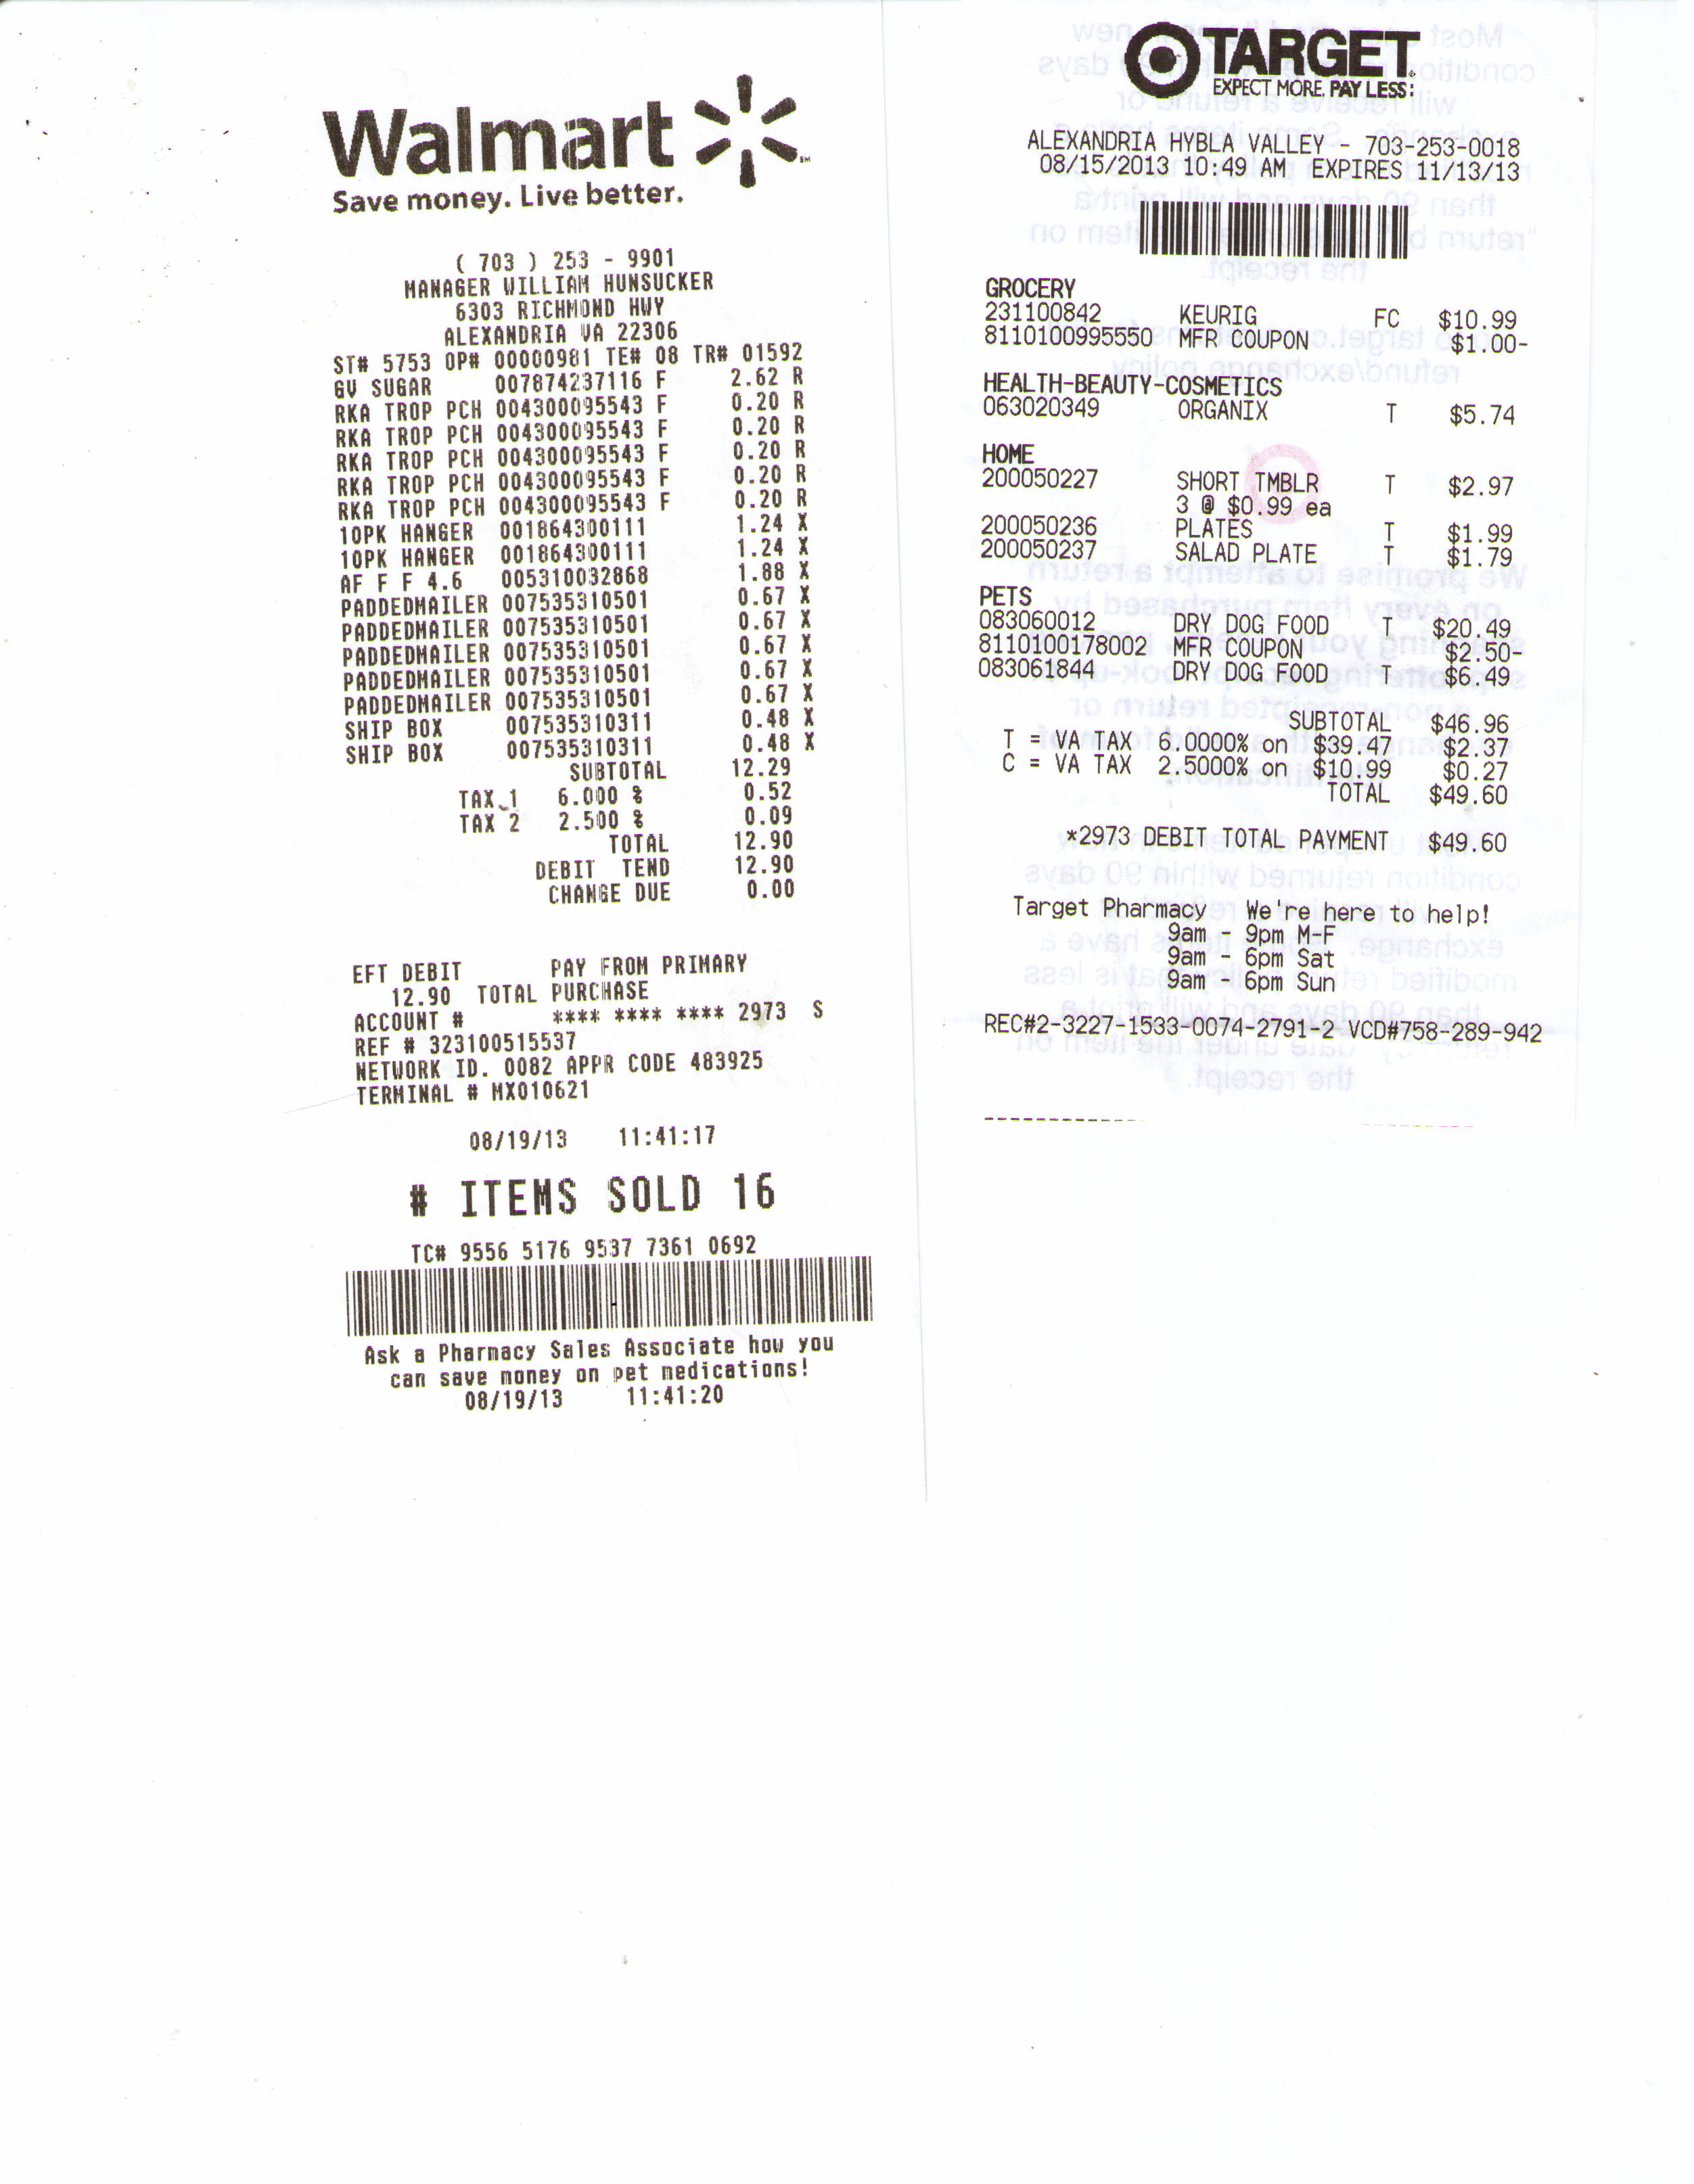 Walmart
Save money. Live better.
( 703 ) 253 - 9901
MANAGER WILLIAM HUNSUCKER
6303 RICHMOND HWY
ALEXANDRIA VA 22306
ST# 5753 OP# 00000981 TE# 08 TR# 01592
GV SUGAR 007874237116 F 2.62 R
RKA TROP PCH 004300095543 F 0.20 R
RKA TROP PCH 004300095543 F 0.20 R
RKA TROP PCH 004300095543 F 0.20 R
RKA TROP PCH 004300095543 F 0.20 R
RKA TROP PCH 004300095543 F 0.20 R
10PK HANGER 001864300111 1.24 X
10PK HANGER 001864300111 1.24 X
AF F F 4.6 005310032868 1.88 X
PADDEDMAILER 007535310501 0.67 X
PADDEDMAILER 007535310501 0.67 X
PADDEDMAILER 007535310501 0.67 X
PADDEDMAILER 007535310501 0.67 X
PADDEDMAILER 007535310501 0.67 X
SHIP BOX 007535310311 0.48 X
SHIP BOX 007535310311 0.48 X
SUBTOTAL 12.29
TAX 1 6.000 % 0.52
TAX 2 2.500 % 0.09
TOTAL 12.90
DEBIT TEND 12.90
CHANGE DUE 0.00
EFT DEBIT PAY FROM PRIMARY
12.90 TOTAL PURCHASE
ACCOUNT # **** **** **** 2973 S
REF # 323100515537
NETWORK ID. 0082 APPR CODE 483925
TERMINAL # MX010621
08/19/13 11:41:17
# ITEMS SOLD 16
TC# 9556 5176 9537 7361 0692
Ask a Pharmacy Sales Associate how you
can save money on pet medications!
08/19/13 11:41:20
TARGET
EXPECT MORE. PAY LESS.
ALEXANDRIA HYBLA VALLEY - 703-253-0018
08/15/2013 10:49 AM EXPIRES 11/13/13
GROCERY
231100842 KEURIG FC $10.99
8110100995550 MFR COUPON $1.00-
HEALTH-BEAUTY-COSMETICS
063020349 ORGANIX T $5.74
HOME
200050227 SHORT TMBLR T $2.97
3 @ $0.99 ea
200050236 PLATES T $1.99
200050237 SALAD PLATE T $1.79
PETS
083060012 DRY DOG FOOD T $20.49
8110100178002 MFR COUPON $2.50-
083061844 DRY DOG FOOD T $6.49
SUBTOTAL $46.96
T = VA TAX 6.0000% on $39.47 $2.37
C = VA TAX 2.5000% on $10.99 $0.27
TOTAL $49.60
*2973 DEBIT TOTAL PAYMENT $49.60
Target Pharmacy - We're here to help!
9am - 9pm M-F
9am - 6pm Sat
9am - 6pm Sun
REC#2-3227-1533-0074-2791-2 VCD#758-289-942